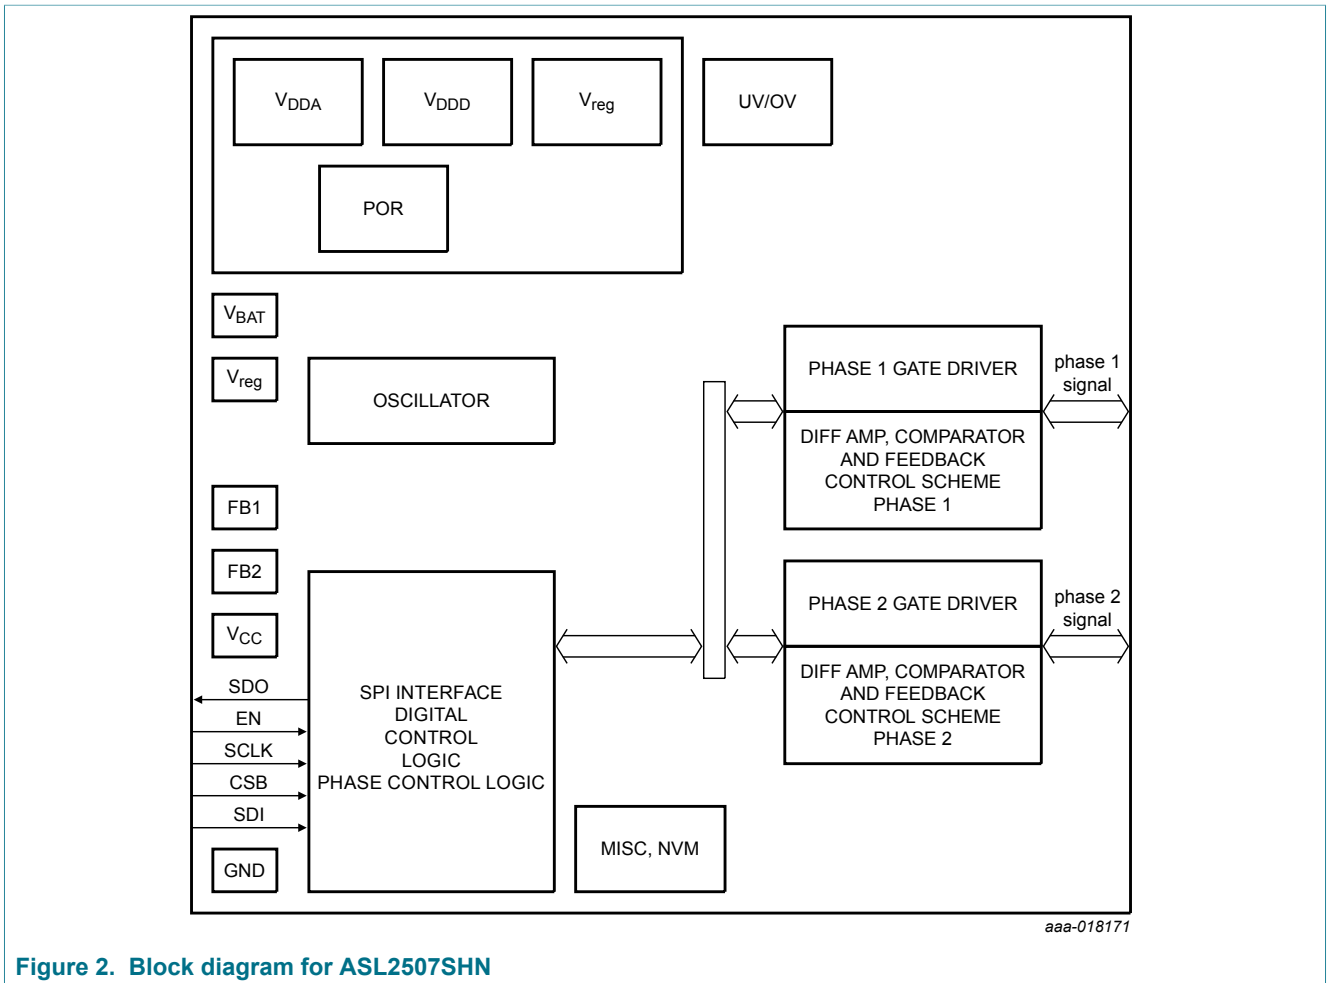 VDDA
VDDD
Vreg
UV/OV
POR
VBAT
Vreg
OSCILLATOR
FB1
FB2
VCC
SDO
EN
SCLK
CSB
SDI
GND
SPI INTERFACE
DIGITAL
CONTROL
LOGIC
PHASE CONTROL LOGIC
MISC, NVM
PHASE 1 GATE DRIVER
DIFF AMP, COMPARATOR
AND FEEDBACK
CONTROL SCHEME
PHASE 1
phase 1
signal
PHASE 2 GATE DRIVER
DIFF AMP, COMPARATOR
AND FEEDBACK
CONTROL SCHEME
PHASE 2
phase 2
signal
aaa-018171
Figure 2. Block diagram for ASL2507SHN